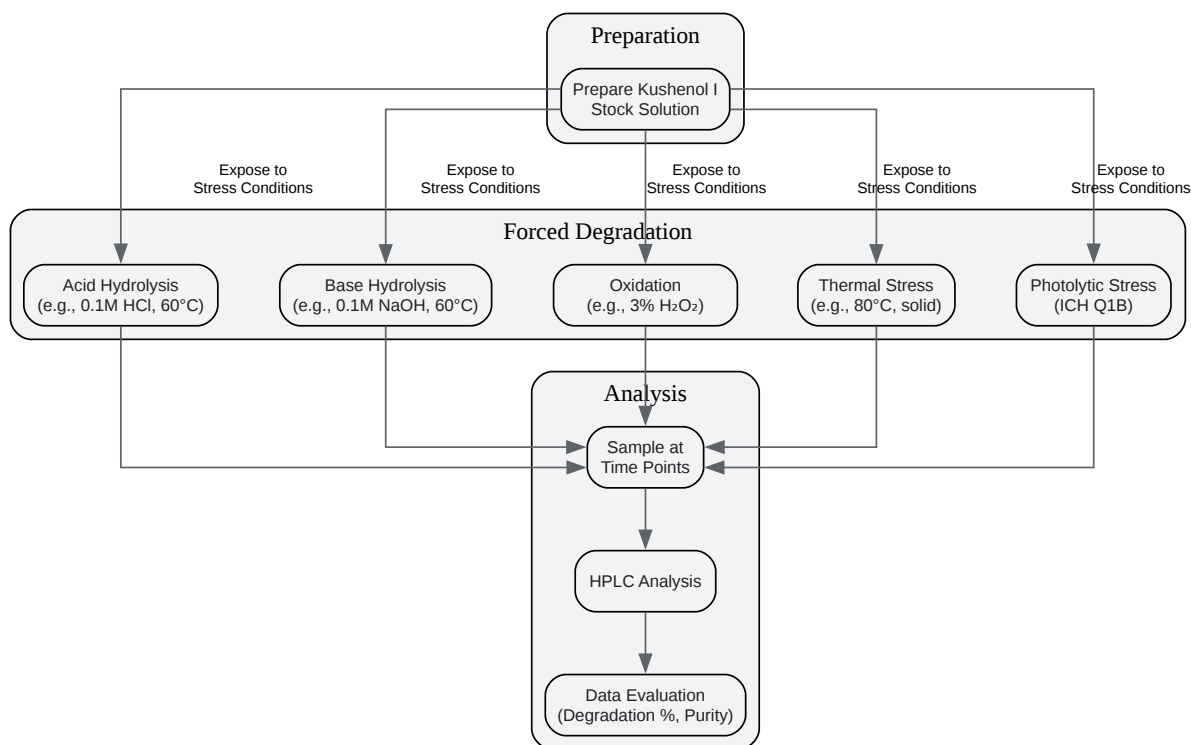 Preparation
Prepare Kushenol I
Stock Solution
Expose to
Stress Conditions
Expose to
Stress Conditions
Expose to
Stress Conditions
Expose to
Stress Conditions
Expose to
Stress Conditions
Forced Degradation
Acid Hydrolysis
(e.g., 0.1M HCl, 60°C)
Base Hydrolysis
(e.g., 0.1M NaOH, 60°C)
Oxidation
(e.g., 3% H₂O₂)
Thermal Stress
(e.g., 80°C, solid)
Photolytic Stress
(ICH Q1B)
Analysis
Sample at
Time Points
HPLC Analysis
Data Evaluation
(Degradation %, Purity)